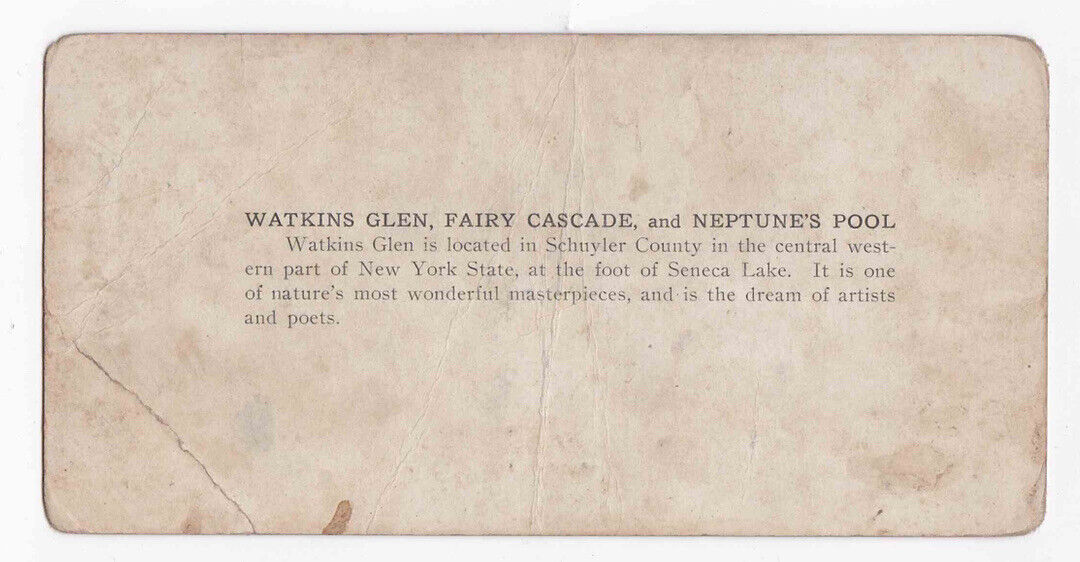 WATKINS GLEN, FAIRY CASCADE, and NEPTUNE'S POOL
Watkins Glen is located in Schuyler County in the central west-
ern part of New York State, at the foot of Seneca Lake. It is one
of nature's most wonderful masterpieces, and is the dream of artists
and poets.